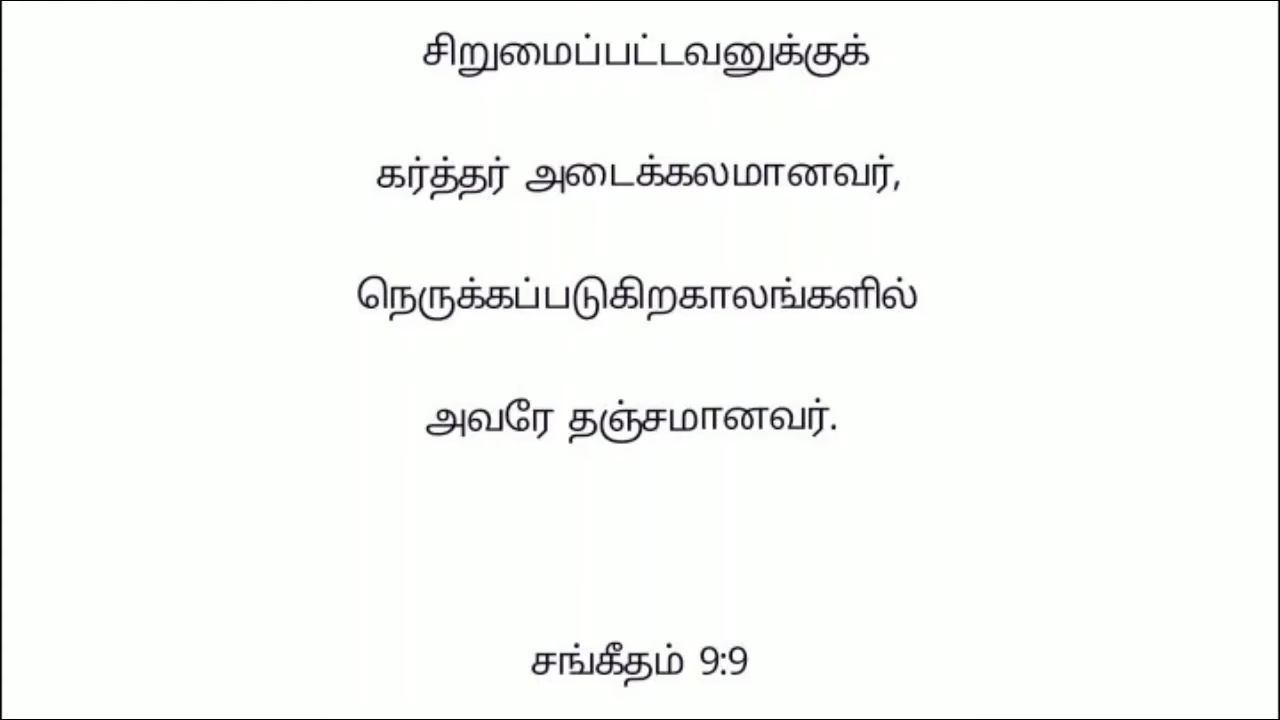 சிறுமைப்பட்டவனுக்குக்
கர்த்தர் அடைக்கலமானவர்,
நெருக்கப்படுகிறகாலங்களில்
அவரே தஞ்சமானவர்.
சங்கீதம் 9:9